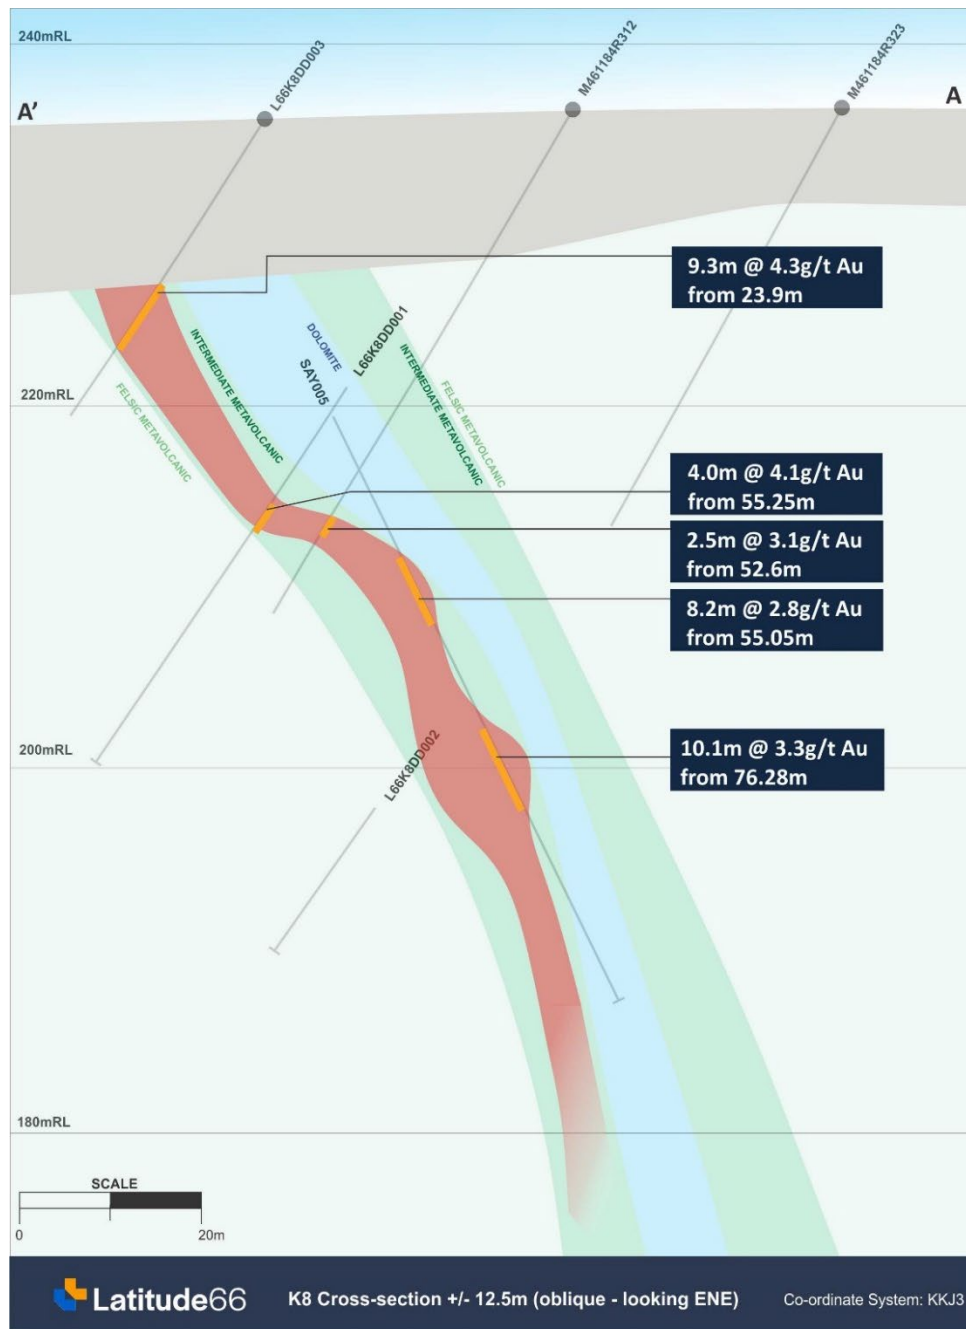 240mRL
L66K8DD003
M461184R312
M461184R323
A’
A
9.3m @ 4.3g/t Au
from 23.9m
L66K8DD001
DOLOMITE
SAY005
INTERMEDIATE METAVOLCANIC
FELSIC METAVOLCANIC
FELSIC METAVOLCANIC
INTERMEDIATE METAVOLCANIC
220mRL
4.0m @ 4.1g/t Au
from 55.25m
2.5m @ 3.1g/t Au
from 52.6m
8.2m @ 2.8g/t Au
from 55.05m
10.1m @ 3.3g/t Au
from 76.28m
200mRL
L66K8DD002
180mRL
SCALE
0
20m
Latitude66
K8 Cross-section +/- 12.5m (oblique - looking ENE)
Co-ordinate System: KKJ3